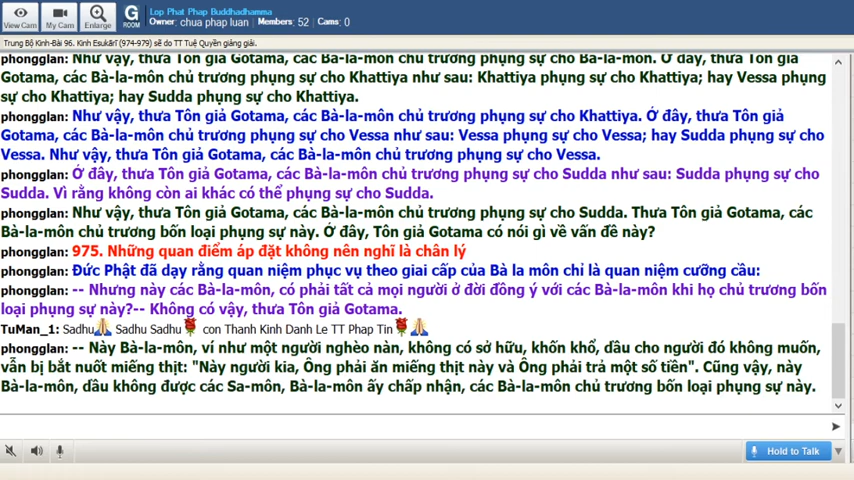 View Cam
My Cam
Enlarge
G
ROOM
Lop Phat Phap Buddhadhamma
Owner: chua phap luan Members: 52 Cams: 0
Trung Bộ Kinh-Bài 96. Kinh Esukārī (974-979) sẽ do TT Tuệ Quyền giảng giải.
phongglan: Như vậy, thưa Tôn giả Gotama, các Bà-la-môn chủ trương phụng sự cho Bà-la-môn. Ở đây, thưa Tôn giả
Gotama, các Bà-la-môn chủ trương phụng sự cho Khattiya như sau: Khattiya phụng sự cho Khattiya; hay Vessa phụng
sự cho Khattiya; hay Sudda phụng sự cho Khattiya.
phongglan: Như vậy, thưa Tôn giả Gotama, các Bà-la-môn chủ trương phụng sự cho Khattiya. Ở đây, thưa Tôn giả
Gotama, các Bà-la-môn chủ trương phụng sự cho Vessa như sau: Vessa phụng sự cho Vessa; hay Sudda phụng sự cho
Vessa. Như vậy, thưa Tôn giả Gotama, các Bà-la-môn chủ trương phụng sự cho Vessa.
phongglan: Ở đây, thưa Tôn giả Gotama, các Bà-la-môn chủ trương phụng sự cho Sudda như sau: Sudda phụng sự cho
Sudda. Vì rằng không còn ai khác có thể phụng sự cho Sudda.
phongglan: Như vậy, thưa Tôn giả Gotama, các Bà-la-môn chủ trương phụng sự cho Sudda. Thưa Tôn giả Gotama, các
Bà-la-môn chủ trương bốn loại phụng sự này. Ở đây, Tôn giả Gotama có nói gì về vấn đề này?
phongglan: 975. Những quan điểm áp đặt không nên nghĩ là chân lý
phongglan: Đức Phật đã dạy rằng quan niệm phục vụ theo giai cấp của Bà la môn chỉ là quan niệm cưỡng cầu:
phongglan: -- Nhưng này các Bà-la-môn, có phải tất cả mọi người ở đời đồng ý với các Bà-la-môn khi họ chủ trương bốn
loại phụng sự này?-- Không có vậy, thưa Tôn giả Gotama.
TuMan_1: Sadhu🙏 Sadhu Sadhu🌹 con Thanh Kinh Danh Le TT Phap Tin🌹🙏
phongglan: -- Này Bà-la-môn, ví như một người nghèo nàn, không có sở hữu, khốn khổ, dầu cho người đó không muốn,
vẫn bị bắt nuốt miếng thịt: "Này người kia, Ông phải ăn miếng thịt này và Ông phải trả một số tiền". Cũng vậy, này
Bà-la-môn, dầu không được các Sa-môn, Bà-la-môn ấy chấp nhận, các Bà-la-môn chủ trương bốn loại phụng sự này.
Hold to Talk